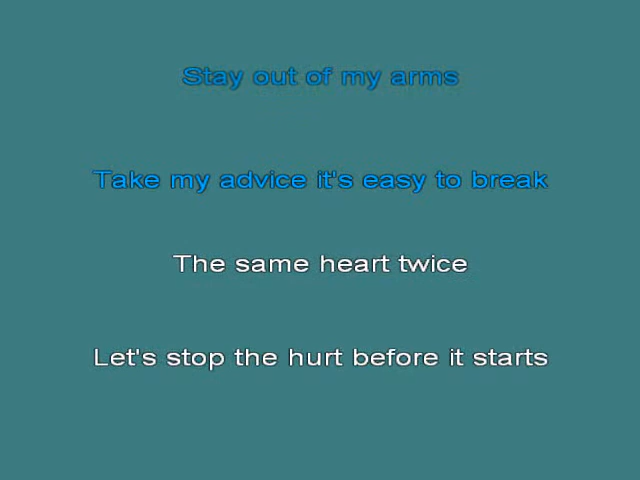 Stay out of my arms
Take my advice it's easy to break
The same heart twice
Let's stop the hurt before it starts